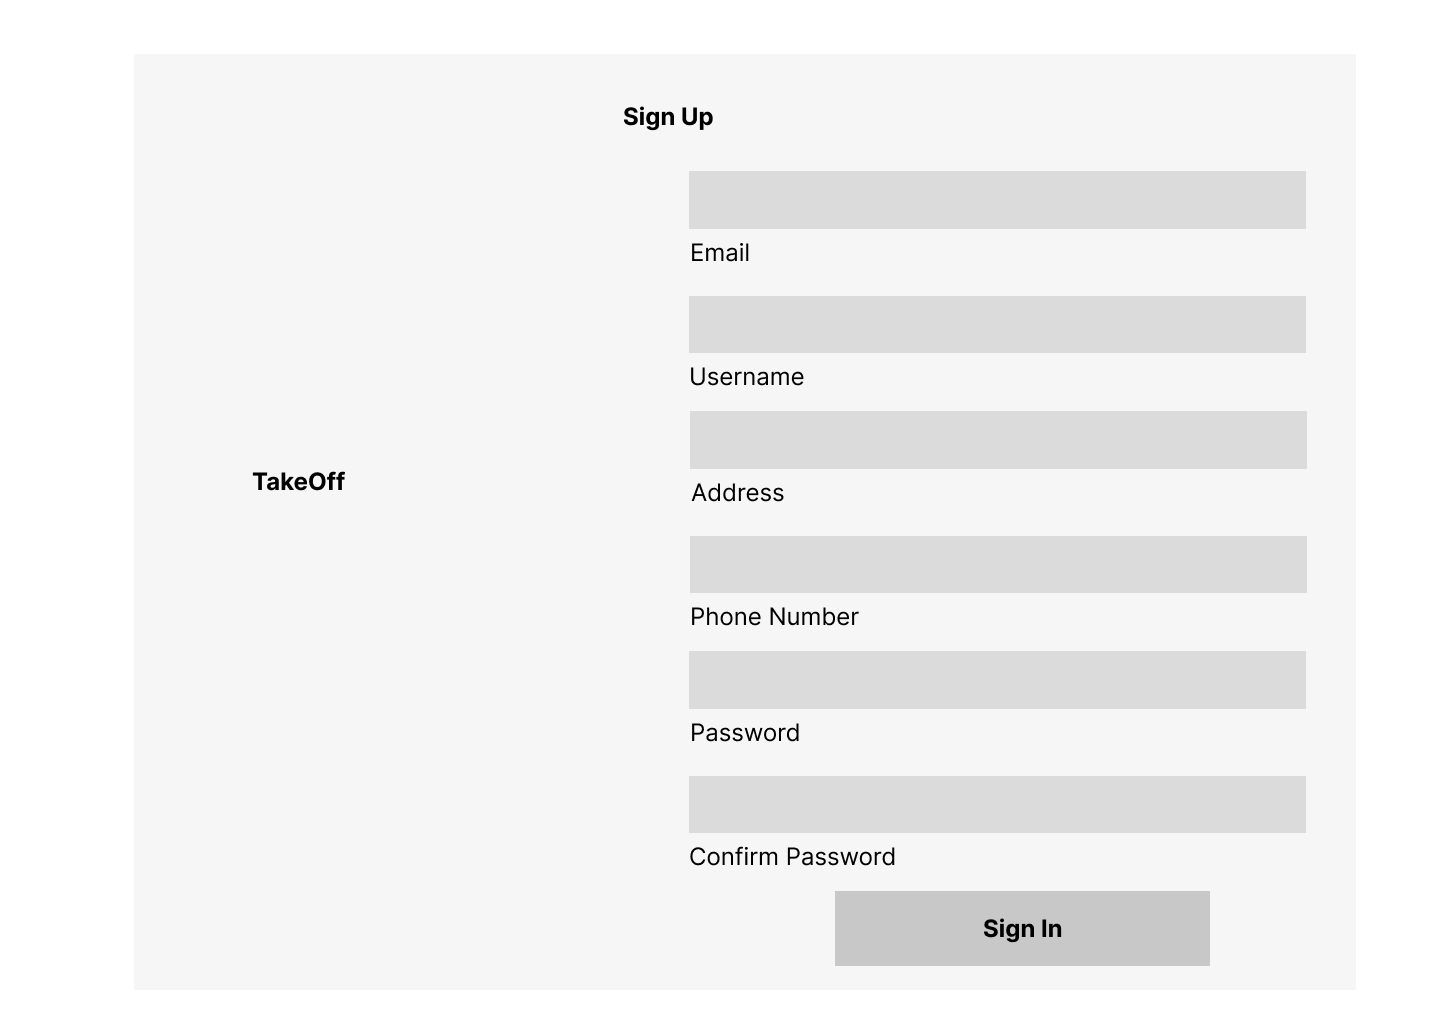 Sign Up
Email
Username
Address
TakeOff
Phone Number
Password
Confirm Password
Sign In